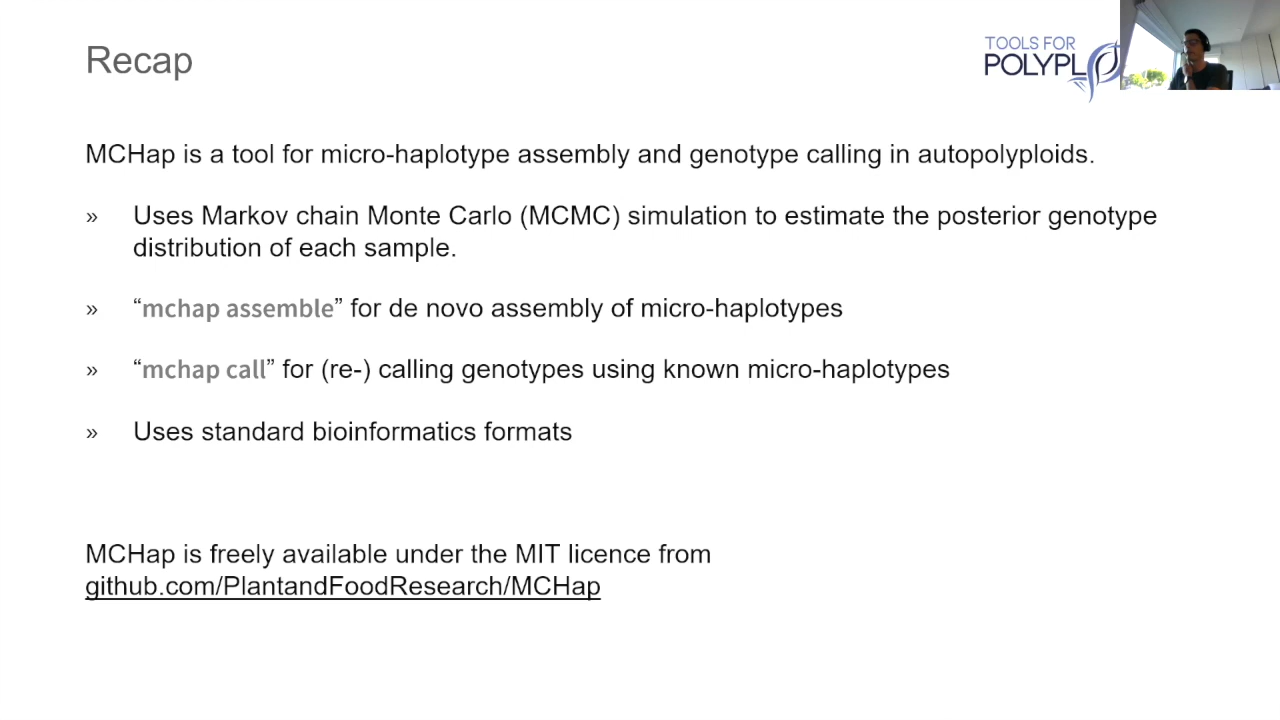 Recap
TOOLS FOR
POLYPL
MCHap is a tool for micro-haplotype assembly and genotype calling in autopolyploids.
» Uses Markov chain Monte Carlo (MCMC) simulation to estimate the posterior genotype
distribution of each sample.
» “mchap assemble” for de novo assembly of micro-haplotypes
» “mchap call” for (re-) calling genotypes using known micro-haplotypes
» Uses standard bioinformatics formats
MCHap is freely available under the MIT licence from
github.com/PlantandFoodResearch/MCHap